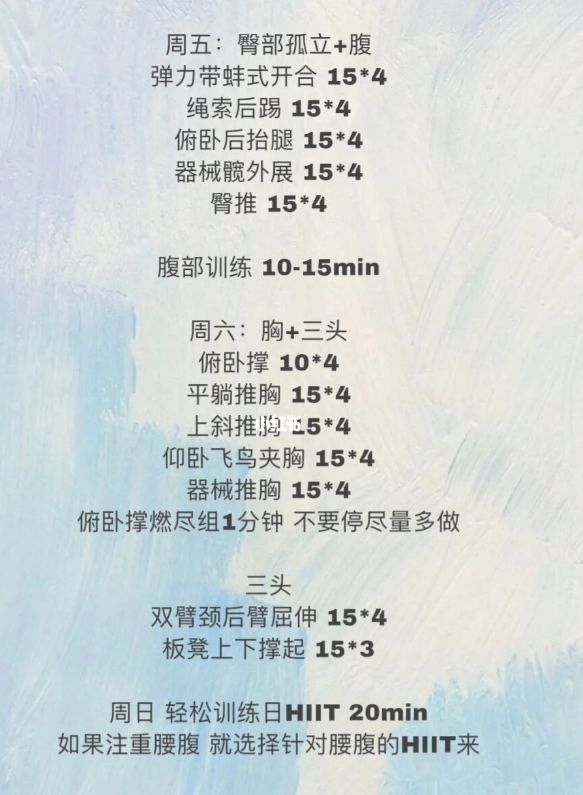 周五：臀部孤立+腹
弹力带蚌式开合 15*4
绳索后踢 15*4
俯卧后抬腿 15*4
器械髋外展 15*4
臀推 15*4
腹部训练 10-15min
周六：胸+三头
俯卧撑 10*4
平躺推胸 15*4
上斜推胸 15*4
仰卧飞鸟夹胸 15*4
器械推胸 15*4
俯卧撑燃尽组1分钟 不要停尽量多做
三头
双臂颈后臂屈伸 15*4
板凳上下撑起 15*3
周日 轻松训练日HIIT 20min
如果注重腰腹 就选择针对腰腹的HIIT来